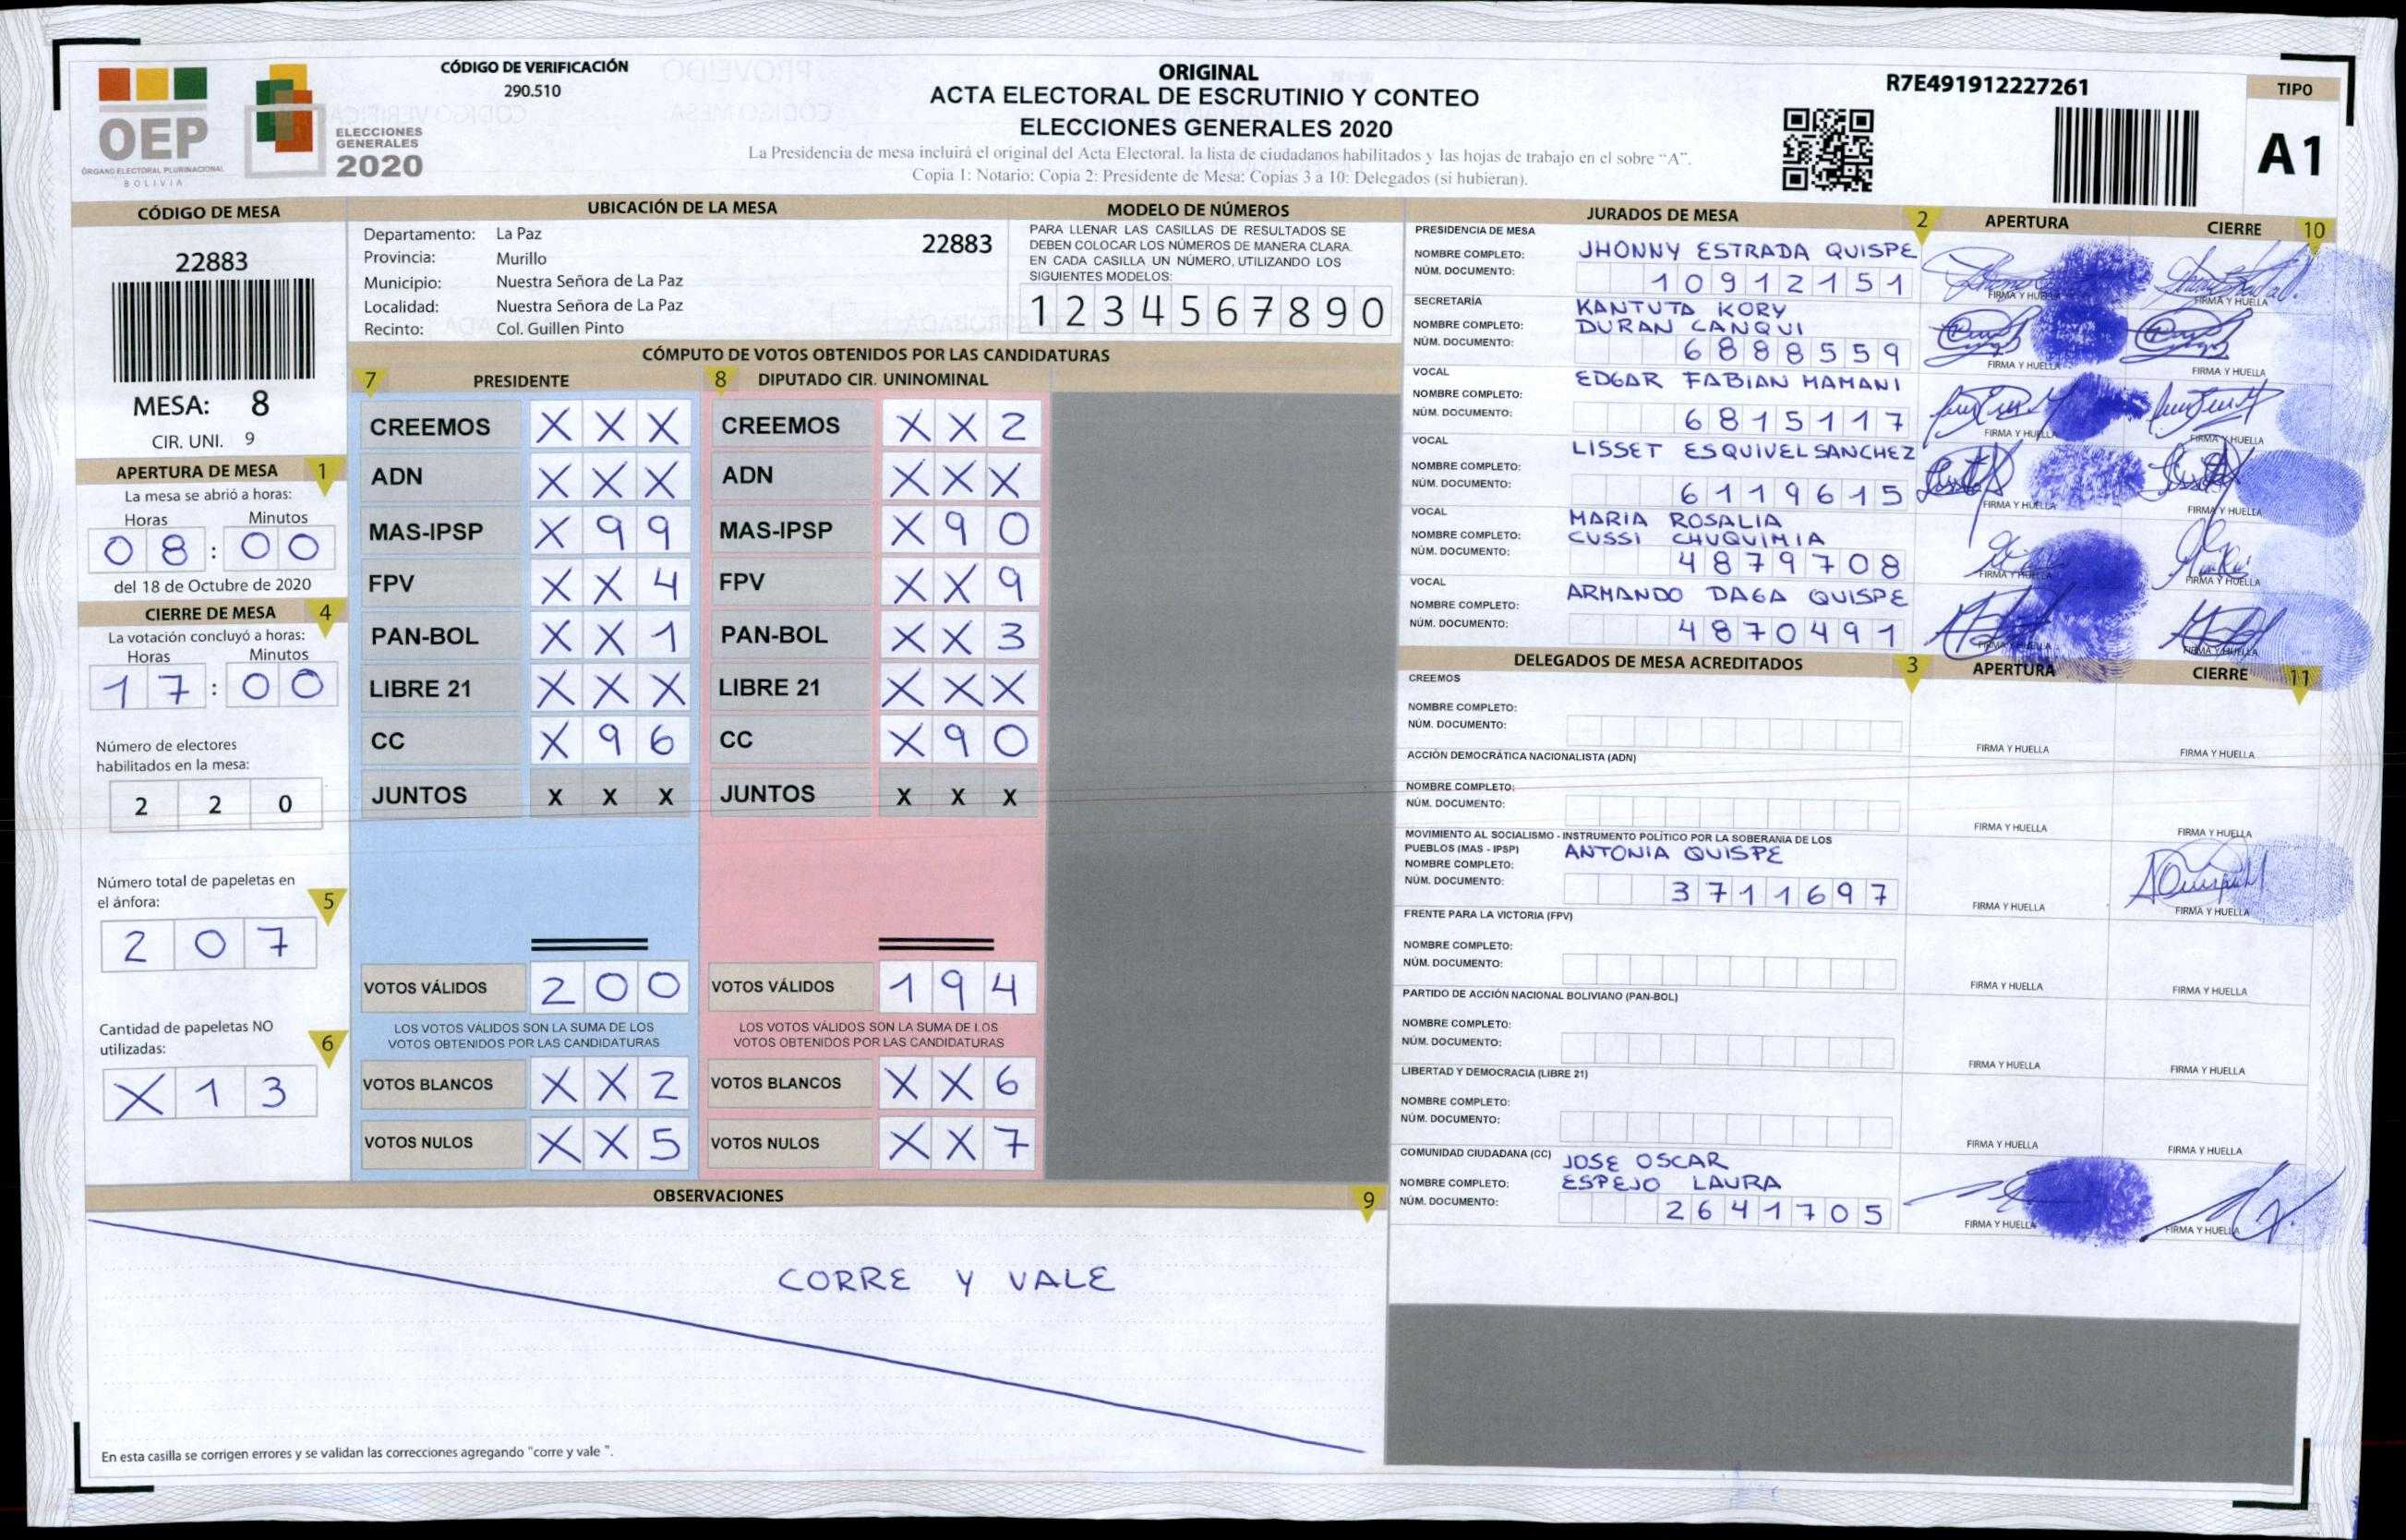 CÓDIGO DE VERIFICACIÓN
290.510
OEP
ÓRGANO ELECTORAL PLURINACIONAL
BOLIVIA
ELECCIONES
GENERALES
2020
ORIGINAL
ACTA ELECTORAL DE ESCRUTINIO Y CONTEO
ELECCIONES GENERALES 2020
La Presidencia de mesa incluirá el original del Acta Electoral. la lista de ciudadanos habilitados y las hojas de trabajo en el sobre “A”.
Copia 1: Notario: Copia 2: Presidente de Mesa: Copias 3 a 10: Delegados (si hubieran).
R7E491912227261
TIPO
A1
CÓDIGO DE MESA
22883
MESA: 8
CIR. UNI. 9
APERTURA DE MESA 1
La mesa se abrió a horas:
Horas Minutos
08:00
del 18 de Octubre de 2020
CIERRE DE MESA 4
La votación concluyó a horas:
Horas Minutos
17:00
Número de electores
habilitados en la mesa:
2 2 0
Número total de papeletas en
el ánfora: 5
2 0 7
Cantidad de papeletas NO
utilizadas: 6
X 1 3
UBICACIÓN DE LA MESA
Departamento: La Paz
22883
Provincia: Murillo
Municipio: Nuestra Señora de La Paz
Localidad: Nuestra Señora de La Paz
Recinto: Col. Guillen Pinto
MODELO DE NÚMEROS
PARA LLENAR LAS CASILLAS DE RESULTADOS SE
DEBEN COLOCAR LOS NÚMEROS DE MANERA CLARA.
EN CADA CASILLA UN NÚMERO, UTILIZANDO LOS
SIGUIENTES MODELOS:
1 2 3 4 5 6 7 8 9 0
CÓMPUTO DE VOTOS OBTENIDOS POR LAS CANDIDATURAS
7 PRESIDENTE 8 DIPUTADO CIR. UNINOMINAL
CREEMOS X X X CREEMOS X X 2
ADN X X X ADN X X X
MAS-IPSP X 9 9 MAS-IPSP X 9 0
FPV X X 4 FPV X X 9
PAN-BOL X X 1 PAN-BOL X X 3
LIBRE 21 X X X LIBRE 21 X X X
CC X 9 6 CC X 9 0
JUNTOS X X X JUNTOS X X X
VOTOS VÁLIDOS 2 0 0 VOTOS VÁLIDOS 1 9 4
LOS VOTOS VÁLIDOS SON LA SUMA DE LOS LOS VOTOS VÁLIDOS SON LA SUMA DE LOS
VOTOS OBTENIDOS POR LAS CANDIDATURAS VOTOS OBTENIDOS POR LAS CANDIDATURAS
VOTOS BLANCOS X X 2 VOTOS BLANCOS X X 6
VOTOS NULOS X X 5 VOTOS NULOS X X 7
OBSERVACIONES 9
CORRE Y VALE
En esta casilla se corrigen errores y se validan las correcciones agregando "corre y vale ".
JURADOS DE MESA 2 APERTURA CIERRE 10
PRESIDENCIA DE MESA
NOMBRE COMPLETO: JHONNY ESTRADA QUISPE
NÚM. DOCUMENTO: 10912151
FIRMA Y HUELLA FIRMA Y HUELLA
SECRETARÍA
NOMBRE COMPLETO: KANTUTA KORY
DURAN CANQUI
NÚM. DOCUMENTO: 6888559
FIRMA Y HUELLA FIRMA Y HUELLA
VOCAL
NOMBRE COMPLETO: EDGAR FABIAN MAMANI
NÚM. DOCUMENTO: 6815117
FIRMA Y HUELLA FIRMA Y HUELLA
VOCAL
NOMBRE COMPLETO: LISSET ESQUIVEL SANCHEZ
NÚM. DOCUMENTO: 6119615
FIRMA Y HUELLA FIRMA Y HUELLA
VOCAL
NOMBRE COMPLETO: MARIA ROSALIA
CUSSI CHUQUIMIA
NÚM. DOCUMENTO: 4879708
FIRMA Y HUELLA FIRMA Y HUELLA
VOCAL
NOMBRE COMPLETO: ARMANDO DAGA QUISPE
NÚM. DOCUMENTO: 4870491
FIRMA Y HUELLA FIRMA Y HUELLA
DELEGADOS DE MESA ACREDITADOS 3 APERTURA CIERRE 11
CREEMOS
NOMBRE COMPLETO:
NÚM. DOCUMENTO:
FIRMA Y HUELLA FIRMA Y HUELLA
ACCIÓN DEMOCRÁTICA NACIONALISTA (ADN)
NOMBRE COMPLETO:
NÚM. DOCUMENTO:
FIRMA Y HUELLA FIRMA Y HUELLA
MOVIMIENTO AL SOCIALISMO - INSTRUMENTO POLÍTICO POR LA SOBERANIA DE LOS
PUEBLOS (MAS - IPSP)
NOMBRE COMPLETO: ANTONIA QUISPE
NÚM. DOCUMENTO: 3711697
FIRMA Y HUELLA FIRMA Y HUELLA
FRENTE PARA LA VICTORIA (FPV)
NOMBRE COMPLETO:
NÚM. DOCUMENTO:
FIRMA Y HUELLA FIRMA Y HUELLA
PARTIDO DE ACCIÓN NACIONAL BOLIVIANO (PAN-BOL)
NOMBRE COMPLETO:
NÚM. DOCUMENTO:
FIRMA Y HUELLA FIRMA Y HUELLA
LIBERTAD Y DEMOCRACIA (LIBRE 21)
NOMBRE COMPLETO:
NÚM. DOCUMENTO:
FIRMA Y HUELLA FIRMA Y HUELLA
COMUNIDAD CIUDADANA (CC)
NOMBRE COMPLETO: JOSE OSCAR
ESPEJO LAURA
NÚM. DOCUMENTO: 2641705
FIRMA Y HUELLA FIRMA Y HUELLA